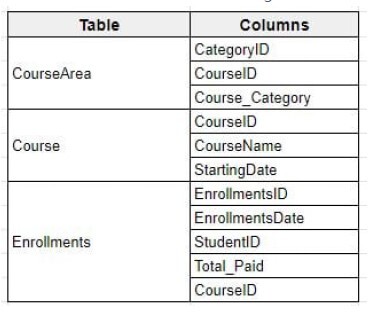 Table Columns
CategoryID
CourseArea CourseID
Course_Category
CourseID
Course CourseName
StartingDate
EnrollmentsID
EnrollmentsDate
Enrollments StudentID
Total_Paid
CourseID